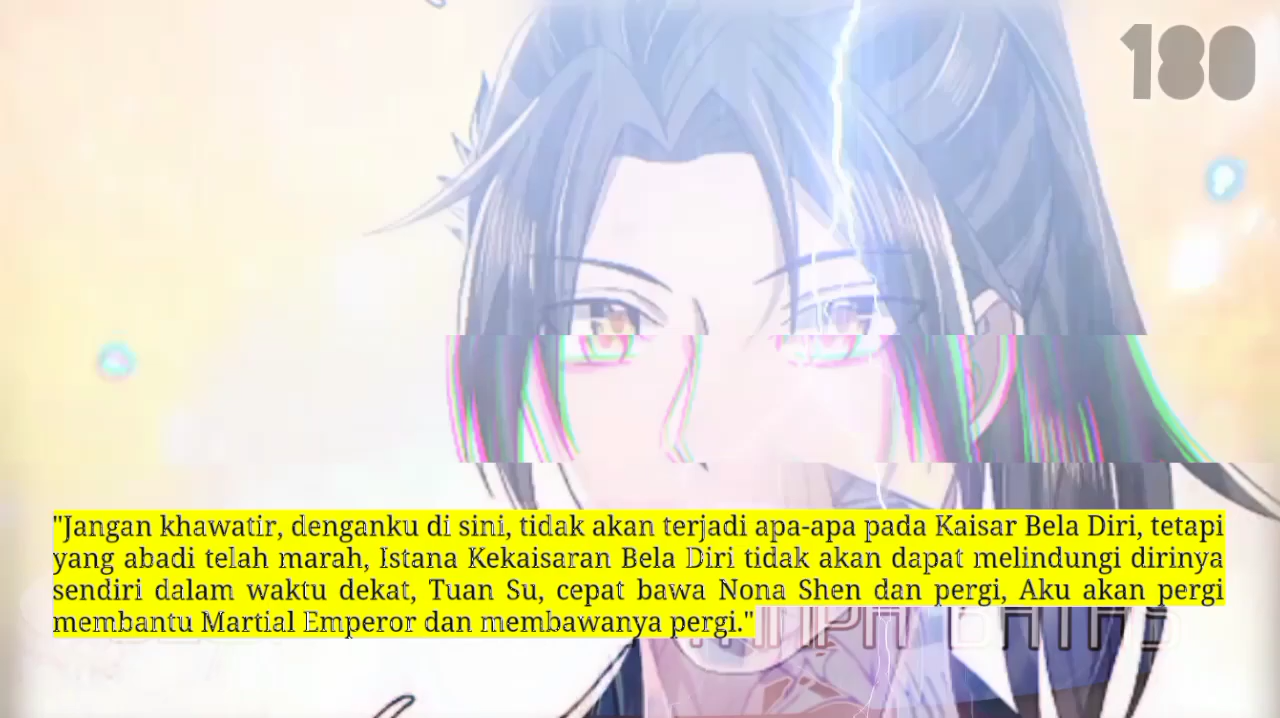 180
"Jangan khawatir, denganku di sini, tidak akan terjadi apa-apa pada Kaisar Bela Diri, tetapi
yang abadi telah marah, Istana Kekaisaran Bela Diri tidak akan dapat melindungi dirinya
sendiri dalam waktu dekat, Tuan Su, cepat bawa Nona Shen dan pergi, Aku akan pergi
membantu Martial Emperor dan membawanya pergi."